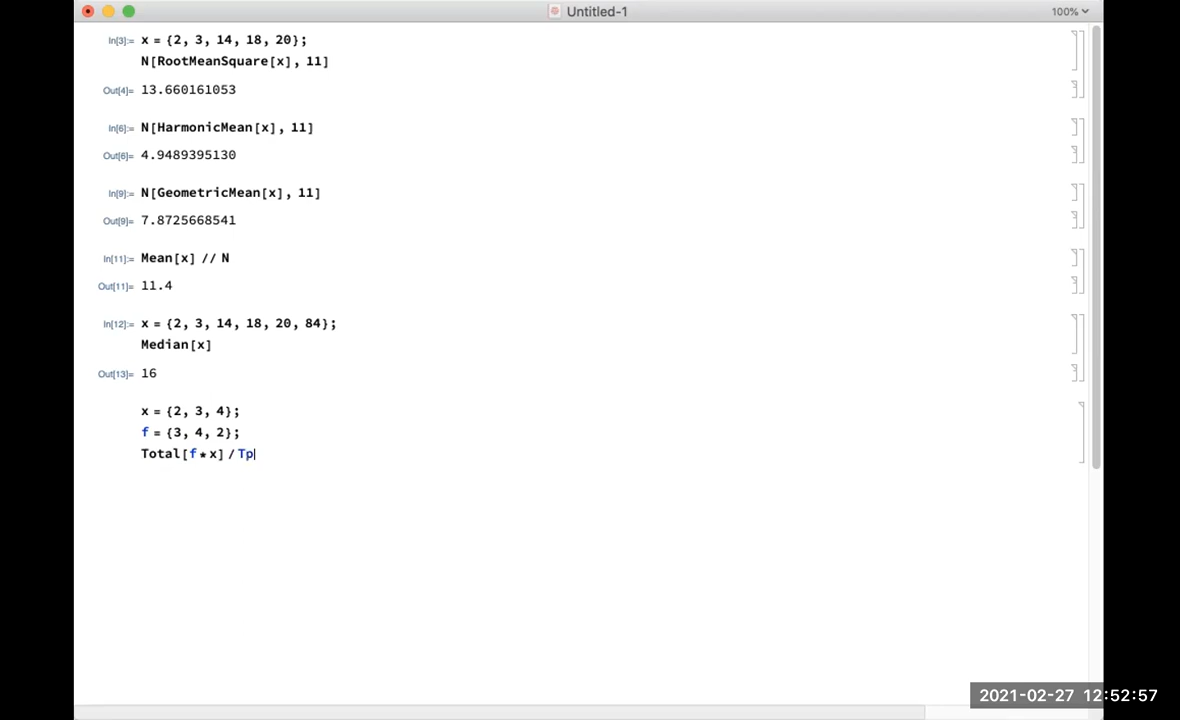 Untitled-1
100%
In[3]:= x = {2, 3, 14, 18, 20};
N[RootMeanSquare[x], 11]
Out[4]= 13.660161053
In[6]:= N[HarmonicMean[x], 11]
Out[6]= 4.9489395130
In[9]:= N[GeometricMean[x], 11]
Out[9]= 7.8725668541
In[11]:= Mean[x] // N
Out[11]= 11.4
In[12]:= x = {2, 3, 14, 18, 20, 84};
Median[x]
Out[13]= 16
x = {2, 3, 4};
f = {3, 4, 2};
Total[f * x] / Tp
2021-02-27 12:52:57